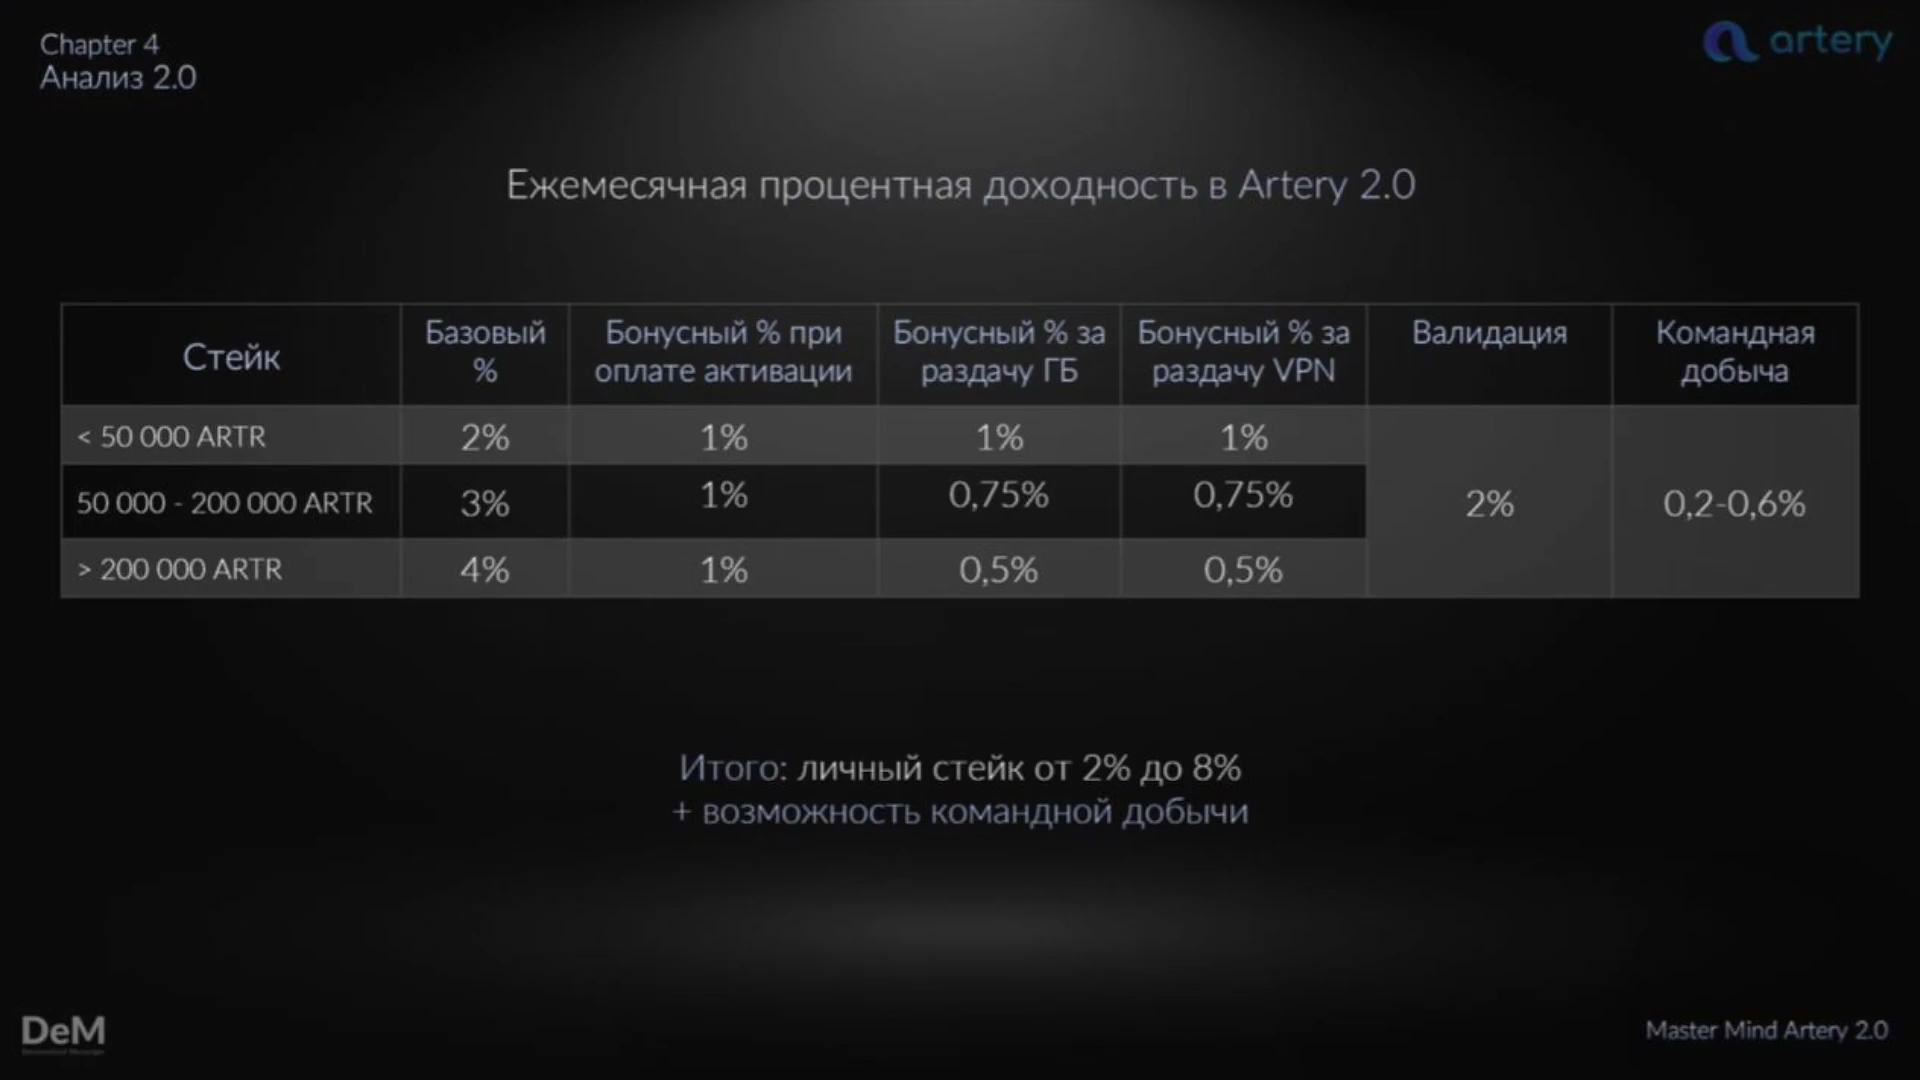 Chapter 4
Анализ 2.0
artery
Ежемесячная процентная доходность в Artery 2.0
Стейк
Базовый
%
Бонусный % при
оплате активации
Бонусный % за
раздачу ГБ
Бонусный % за
раздачу VPN
Валидация
Командная
добыча
< 50 000 ARTR
2%
1%
1%
1%
50 000 - 200 000 ARTR
3%
1%
0,75%
0,75%
2%
0,2-0,6%
> 200 000 ARTR
4%
1%
0,5%
0,5%
Итого: личный стейк от 2% до 8%
+ возможность командной добычи
DeM
Master Mind Artery 2.0